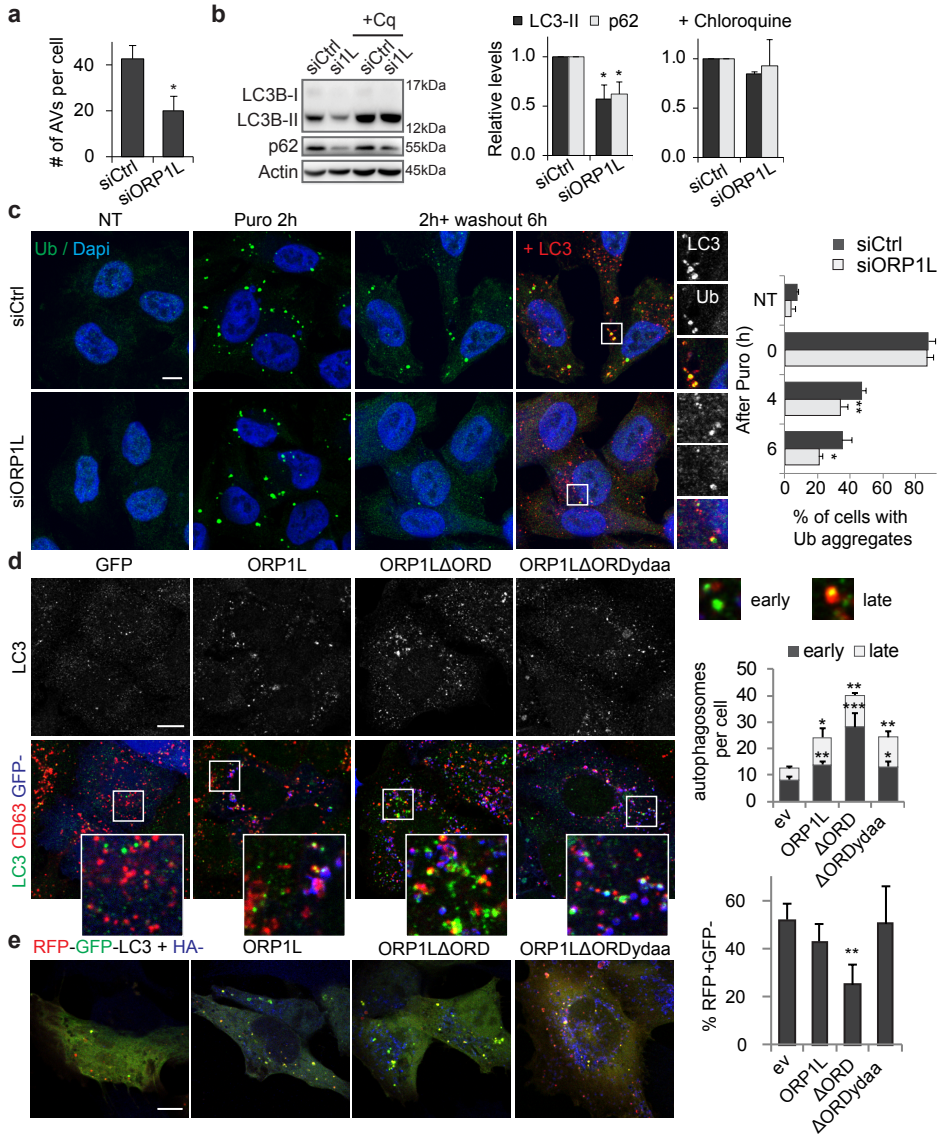 a
# of AVs per cell
40
20
0
*
siCtrl
siORP1L
b
+Cq
siCtrl
si1L
siCtrl
si1L
LC3B-I
LC3B-II
p62
Actin
17kDa
12kDa
55kDa
45kDa
LC3-II p62
Relative levels
1.0
0.5
0.0
* *
siCtrl
siORP1L
+ Chloroquine
1.0
0.5
0.0
siCtrl
siORP1L
c
NT
Puro 2h
2h+ washout 6h
Ub / Dapi
+ LC3
LC3
Ub
siCtrl
siORP1L
siCtrl
siORP1L
After Puro (h)
NT
0
4
6
**
*
0 20 40 60 80
% of cells with
Ub aggregates
d
GFP
ORP1L
ORP1LΔORD
ORP1LΔORDydaa
LC3
LC3 CD63 GFP-
early
late
early late
autophagosomes
per cell
50
40
30
20
10
0
*
**
**
***
**
*
ev
ORP1L
ΔORD
ΔORDydaa
e
RFP-GFP-LC3 + HA-
ORP1L
ORP1LΔORD
ORP1LΔORDydaa
% RFP+GFP-
60
40
20
0
**
ev
ORP1L
ΔORD
ΔORDydaa